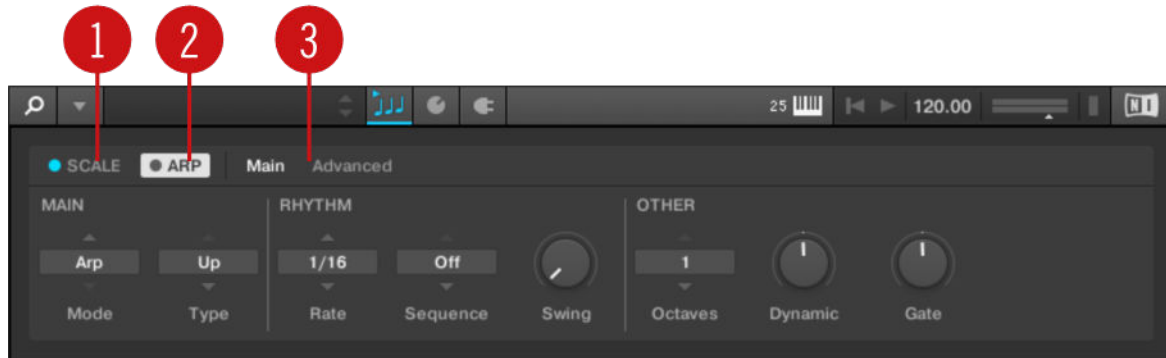 1 2 3
25 120.00 NI
SCALE ARP Main Advanced
MAIN RHYTHM OTHER
Arp Up 1/16 Off 1
Mode Type Rate Sequence Swing Octaves Dynamic Gate